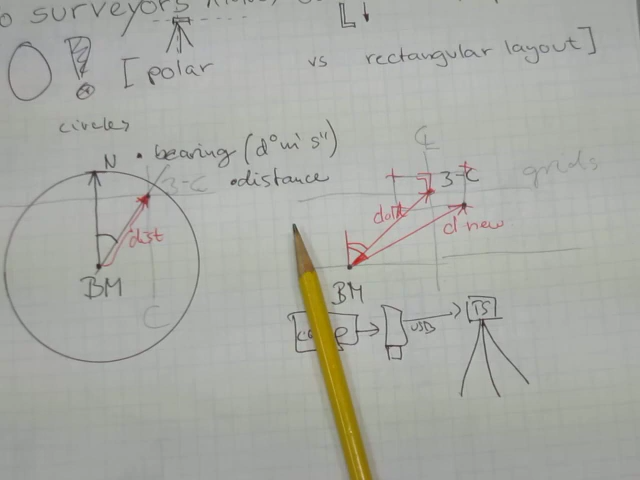 surveyors
[polar vs rectangular layout]
circles
N • bearing (d° m' s")
3-C • distance
dist
BM
C
℄
grids
3-C
d old
d new
BM
USB
TS